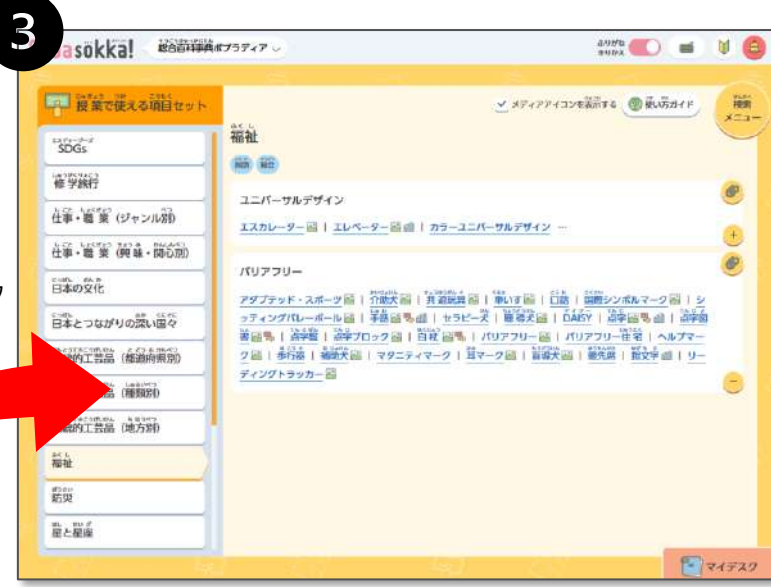 3
asökka!
総合百科事典ポプラディア
ふりがな
授業で使える項目セット
メディアアイコンを表示する
使い方ガイド
検索
メニュー
SDGs
修学旅行
仕事・職業（ジャンル別）
仕事・職業（興味・関心別）
日本の文化
日本とつながりの深い国々
工芸品（都道府県別）
品（種類別）
的工芸品（地方別）
福祉
防災
星と星座
福祉
ユニバーサルデザイン
エスカレーター | エレベーター | カラーユニバーサルデザイン …
バリアフリー
アダプテッド・スポーツ | 介助犬 | 共遊玩具 | 車いす | 口話 | 国際シンボルマーク | シ
ッティングバレーボール | 手話 | セラピー犬 | 聴導犬 | DAISY | 点字 | 点字図
書 | 点字盤 | 点字ブロック | 白杖 | バリアフリー | バリアフリー住宅 | ヘルプマー
ク | 歩行器 | 補助犬 | マタニティマーク | 耳マーク | 盲導犬 | 優先席 | 指文字 | リー
ディングトラッカー
マイデスク